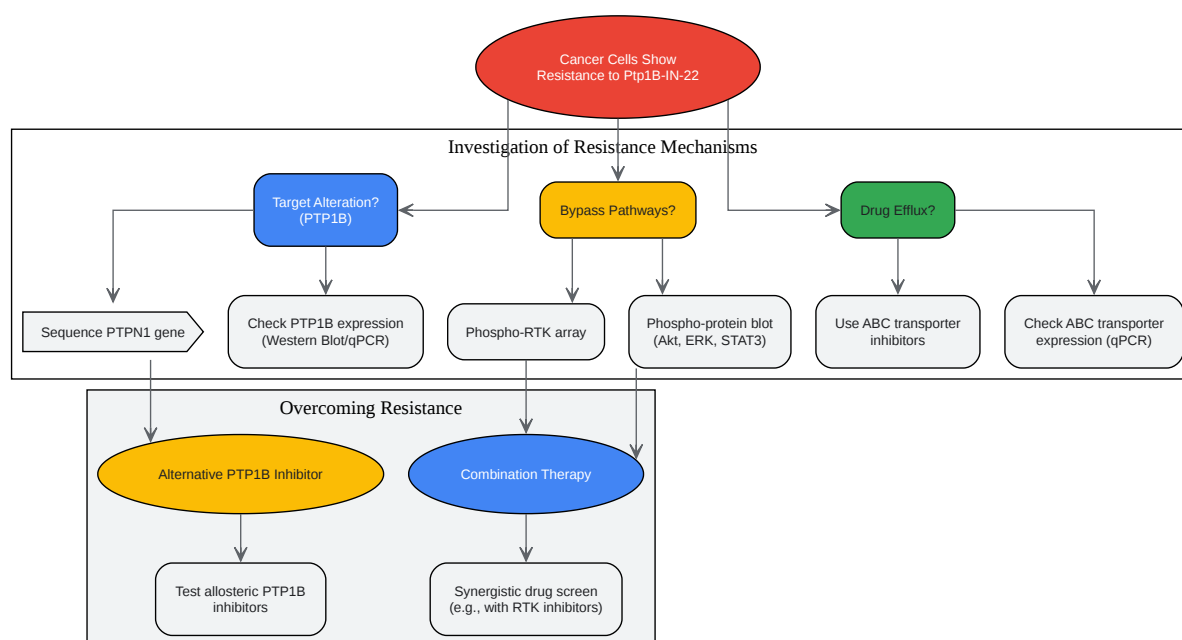 Cancer Cells Show
Resistance to Ptp1B-IN-22
Investigation of Resistance Mechanisms
Target Alteration?
(PTP1B)
Bypass Pathways?
Drug Efflux?
Sequence PTPN1 gene
Check PTP1B expression
(Western Blot/qPCR)
Phospho-RTK array
Phospho-protein blot
(Akt, ERK, STAT3)
Use ABC transporter
inhibitors
Check ABC transporter
expression (qPCR)
Overcoming Resistance
Alternative PTP1B Inhibitor
Combination Therapy
Test allosteric PTP1B
inhibitors
Synergistic drug screen
(e.g., with RTK inhibitors)